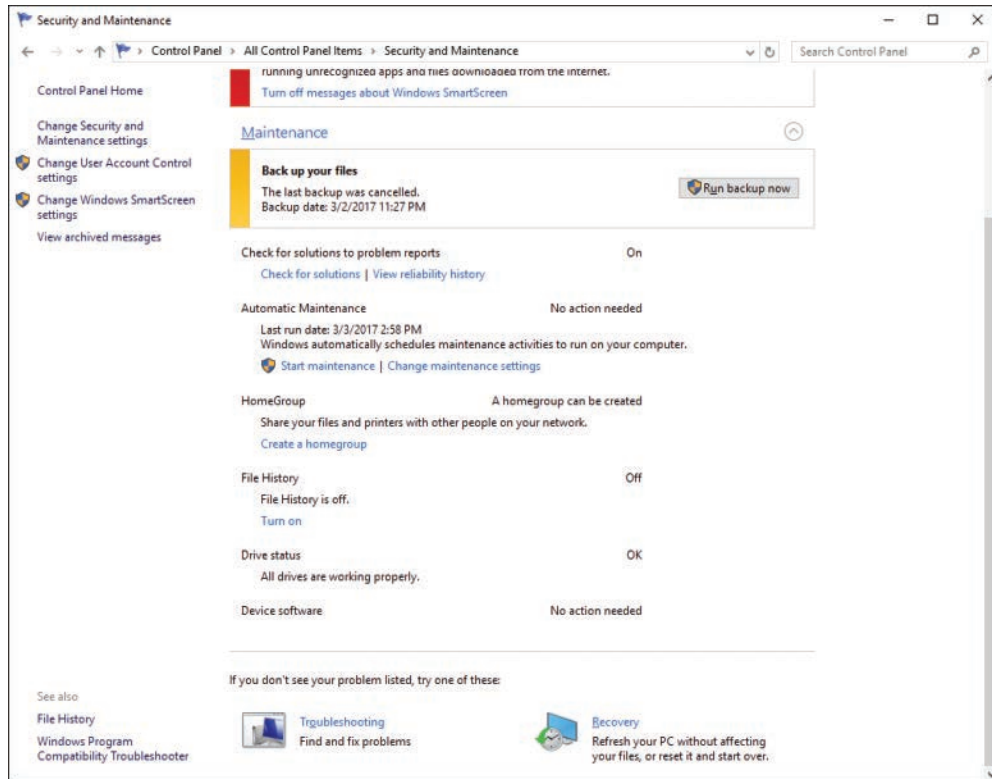 Security and Maintenance
Control Panel > All Control Panel Items > Security and Maintenance
Search Control Panel
Control Panel Home
Change Security and
Maintenance settings
Change User Account Control
settings
Change Windows SmartScreen
settings
View archived messages
running unrecognized apps and files downloaded from the internet.
Turn off messages about Windows SmartScreen
Maintenance
Back up your files
The last backup was cancelled.
Backup date: 3/2/2017 11:27 PM
Run backup now
Check for solutions to problem reports On
Check for solutions | View reliability history
Automatic Maintenance No action needed
Last run date: 3/3/2017 2:58 PM
Windows automatically schedules maintenance activities to run on your computer.
Start maintenance | Change maintenance settings
HomeGroup A homegroup can be created
Share your files and printers with other people on your network.
Create a homegroup
File History Off
File History is off.
Turn on
Drive status OK
All drives are working properly.
Device software No action needed
If you don't see your problem listed, try one of these:
Troubleshooting
Find and fix problems
Recovery
Refresh your PC without affecting
your files, or reset it and start over.
See also
File History
Windows Program
Compatibility Troubleshooter